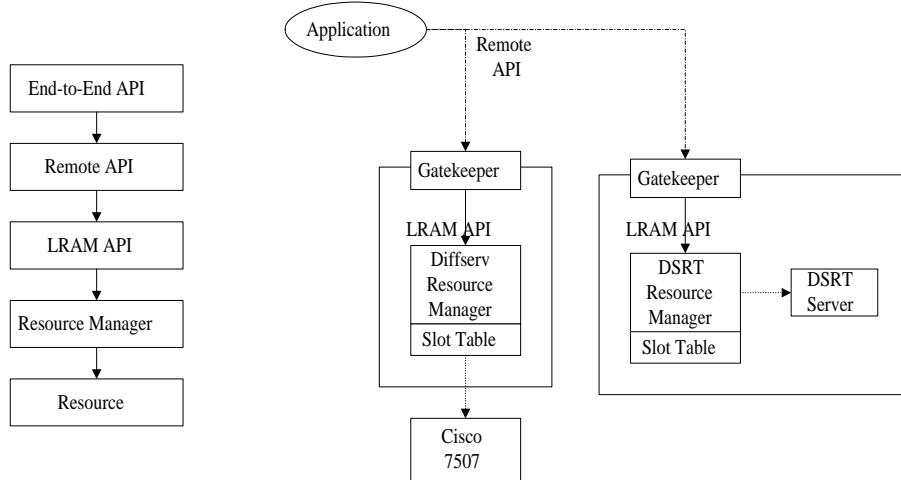 End-to-End API
Remote API
LRAM API
Resource Manager
Resource
Application
Remote
API
Gatekeeper
LRAM API
Diffserv
Resource
Manager
Slot Table
Cisco
7507
Gatekeeper
LRAM API
DSRT
Resource
Manager
Slot Table
DSRT
Server